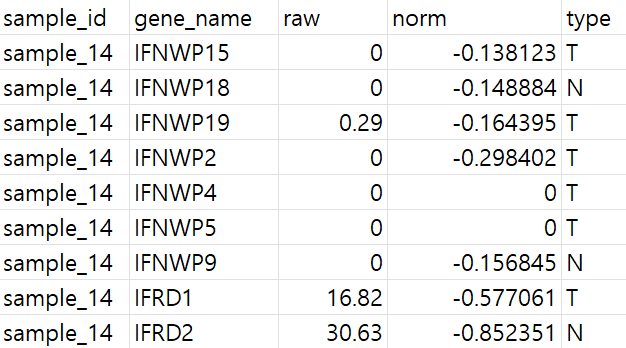 sample_id gene_name raw norm type
sample_14 IFNWP15 0 -0.138123 T
sample_14 IFNWP18 0 -0.148884 N
sample_14 IFNWP19 0.29 -0.164395 T
sample_14 IFNWP2 0 -0.298402 T
sample_14 IFNWP4 0 0 T
sample_14 IFNWP5 0 0 T
sample_14 IFNWP9 0 -0.156845 N
sample_14 IFRD1 16.82 -0.577061 T
sample_14 IFRD2 30.63 -0.852351 N